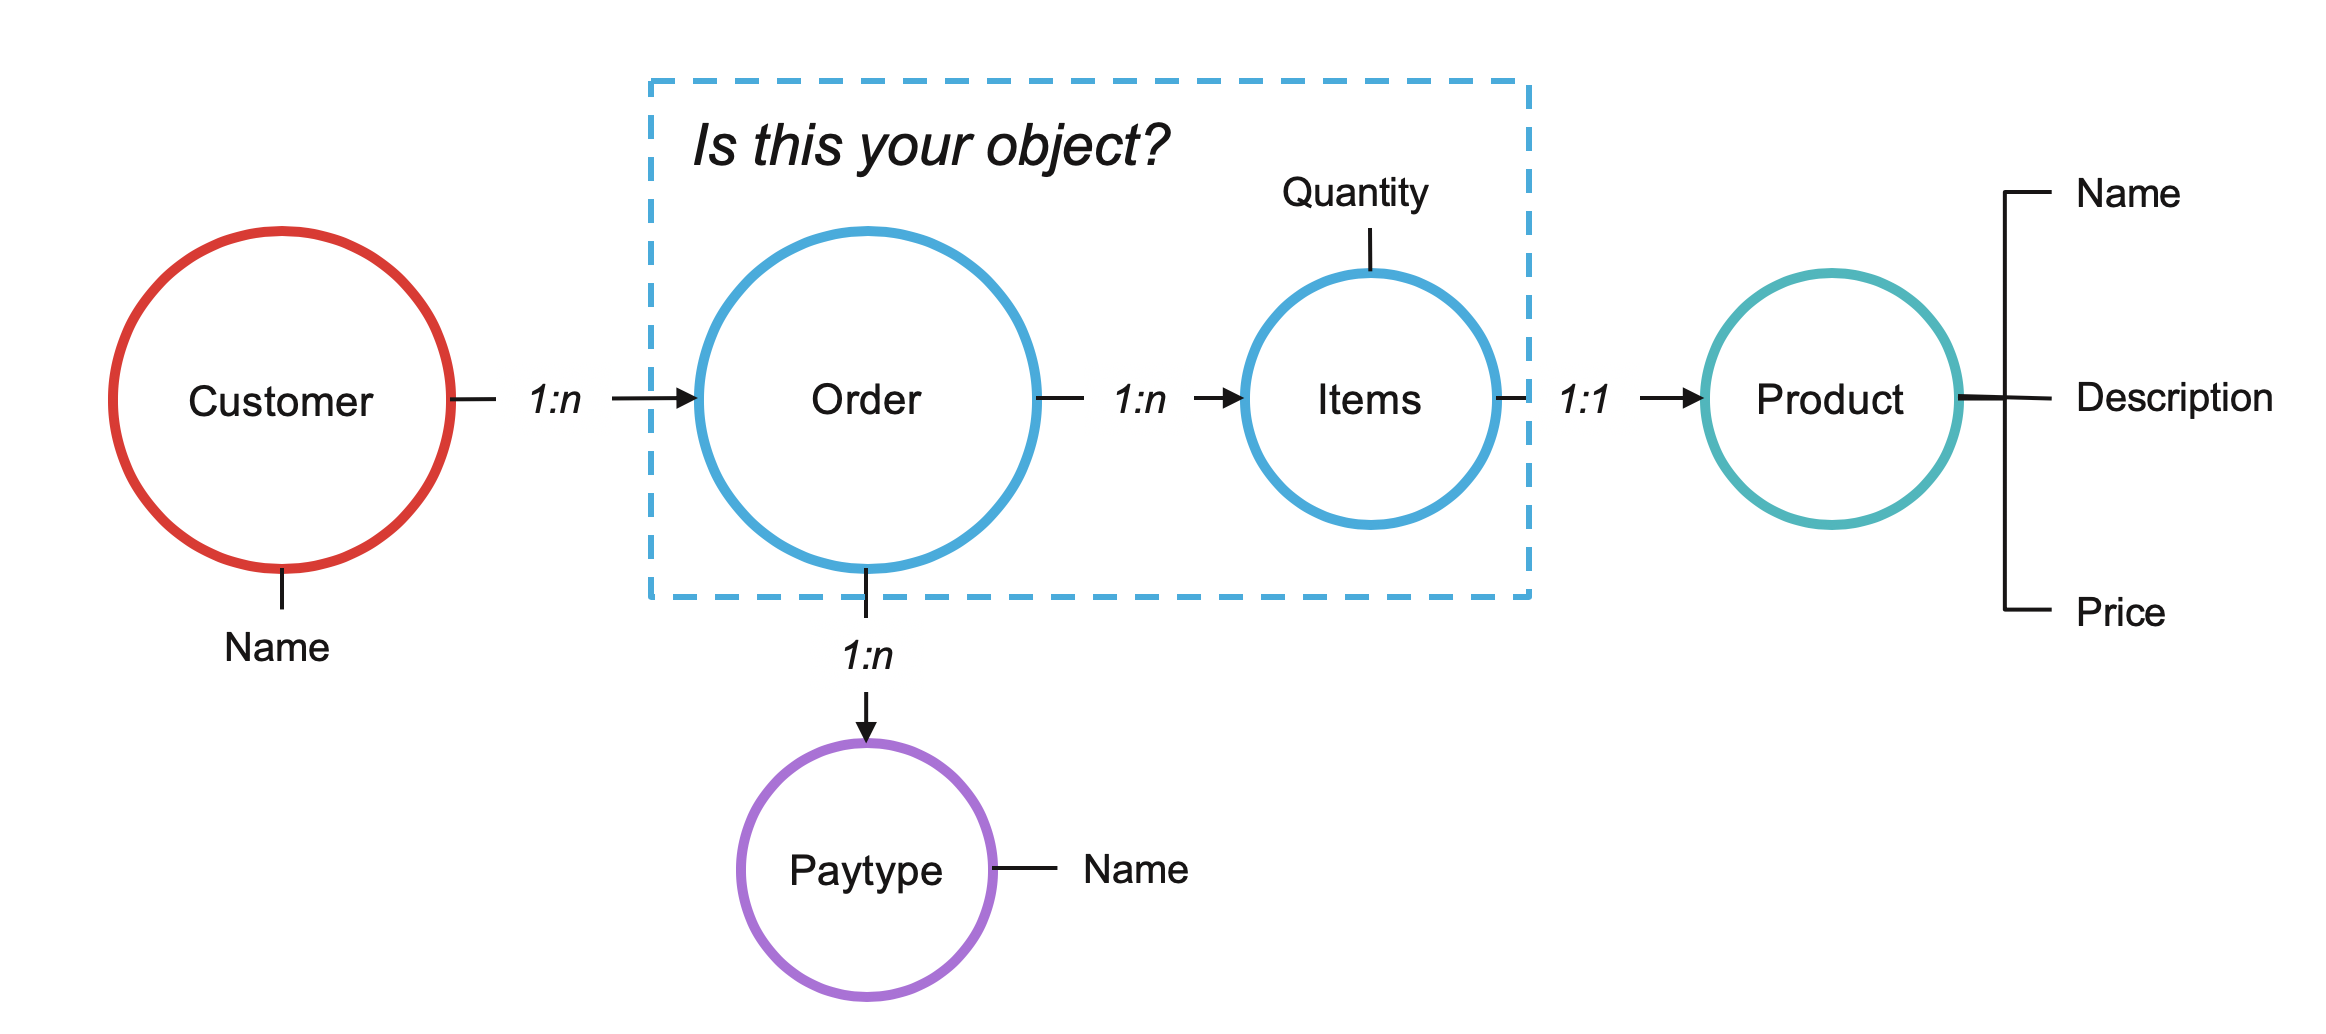 Is this your object?
Quantity
Name
Customer
1:n
Order
1:n
Items
1:1
Product
Description
Price
Name
1:n
Paytype
Name